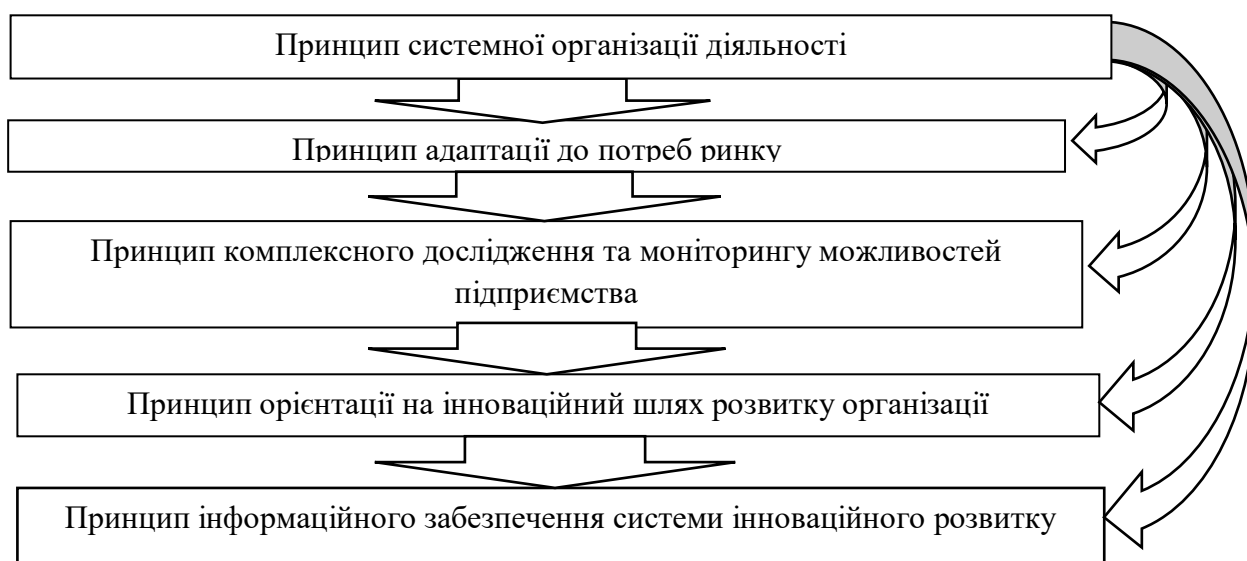 Принцип системної організації діяльності
Принцип адаптації до потреб ринку
Принцип комплексного дослідження та моніторингу можливостей
підприємства
Принцип орієнтації на інноваційний шлях розвитку організації
Принцип інформаційного забезпечення системи інноваційного розвитку